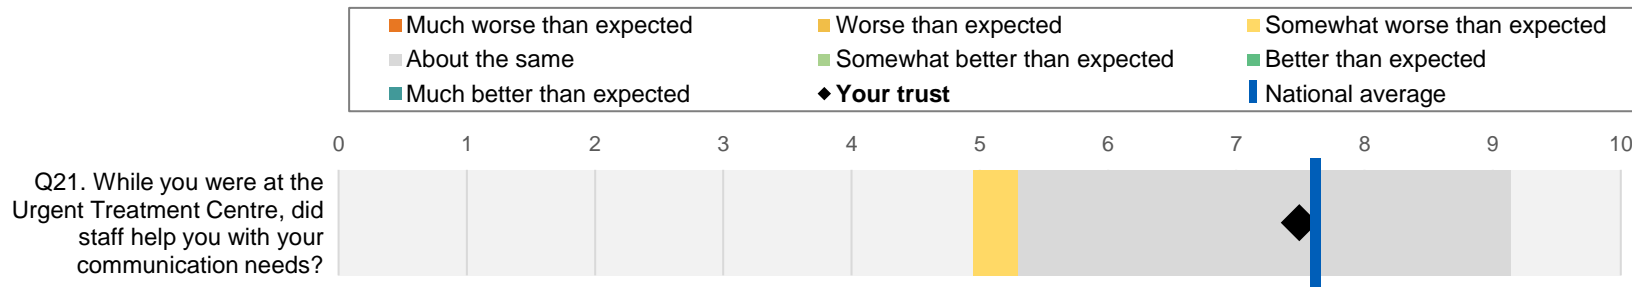 Much worse than expected Worse than expected Somewhat worse than expected
About the same Somewhat better than expected Better than expected
Much better than expected Your trust National average
0 1 2 3 4 5 6 7 8 9 10
Q21. While you were at the
Urgent Treatment Centre, did
staff help you with your
communication needs?